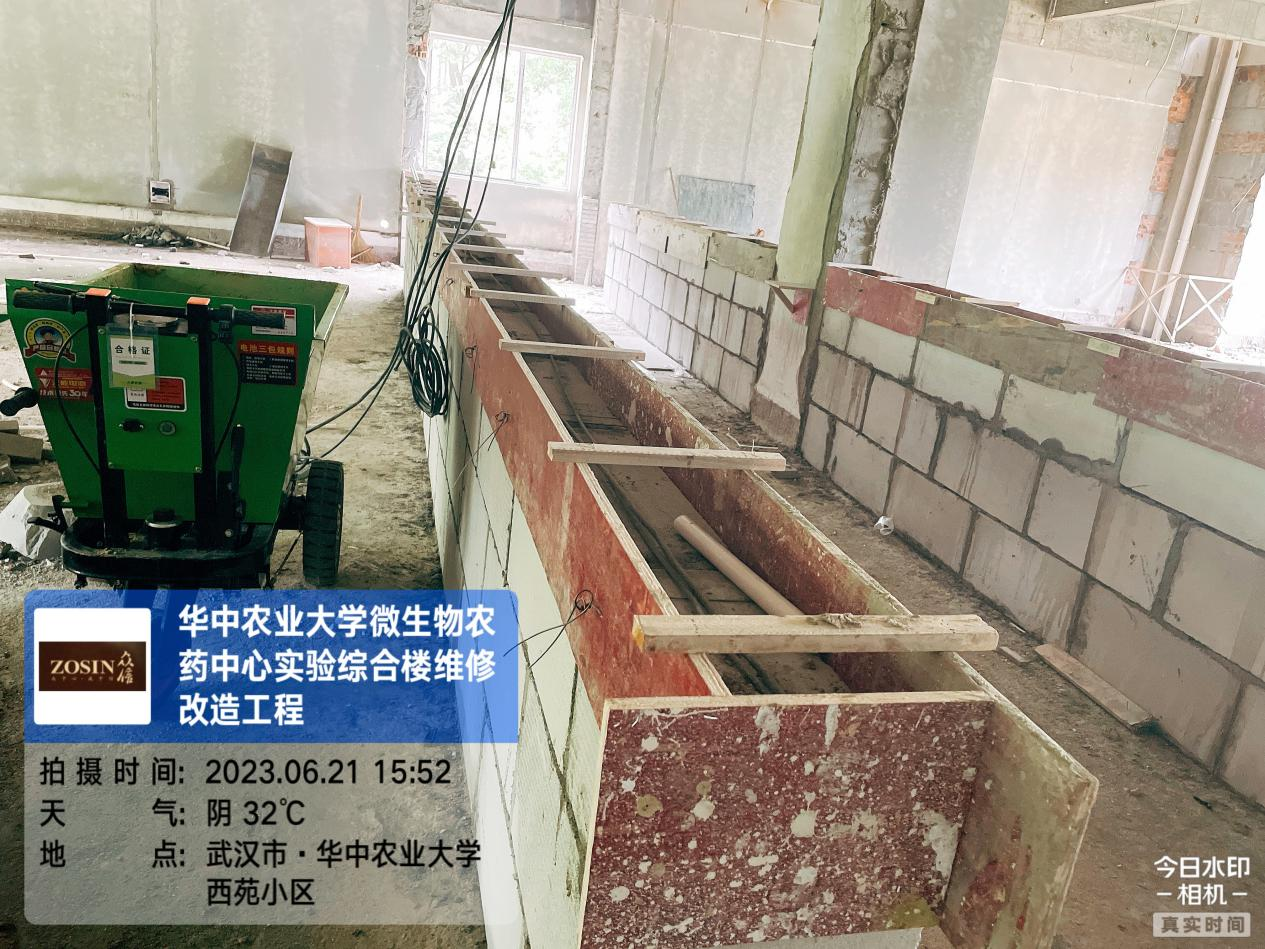 合格证
电池三包规则
ZOSIN 众信
华中农业大学微生物农
药中心实验综合楼维修
改造工程
拍摄时间: 2023.06.21 15:52
天气: 阴 32℃
地点: 武汉市·华中农业大学
西苑小区
今日水印
相机
真实时间